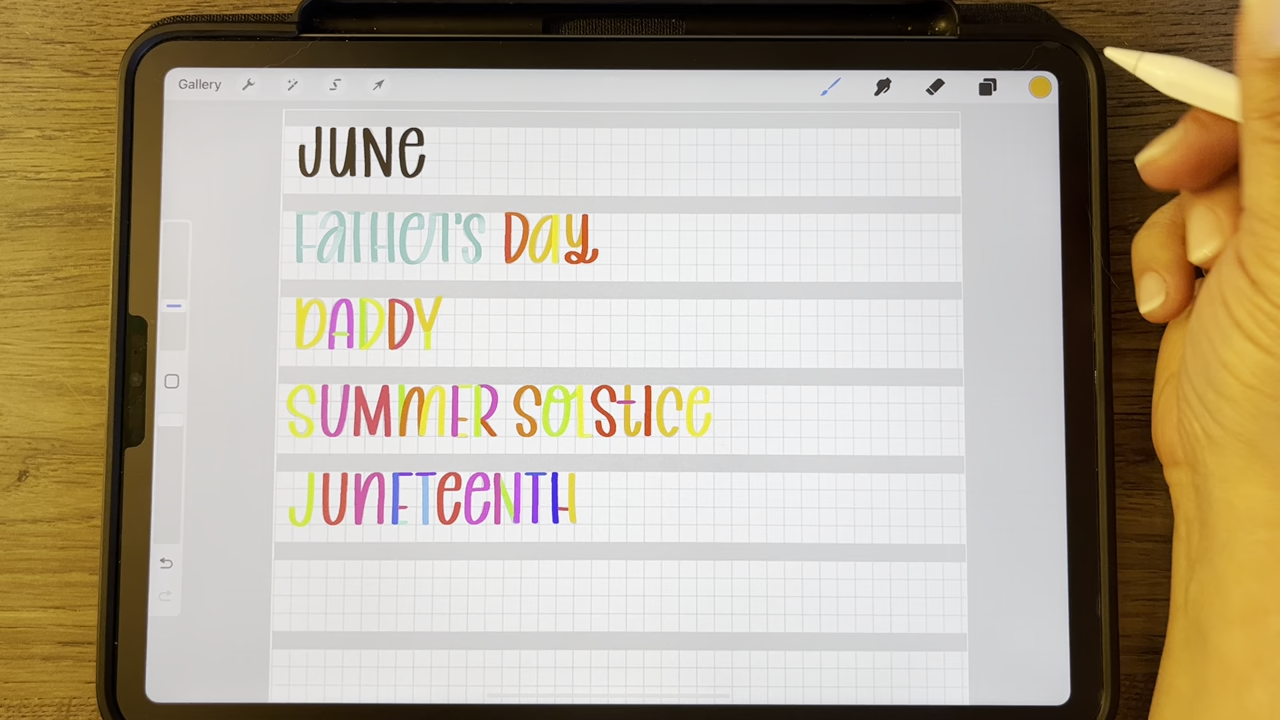 Gallery
JUNE
FaTHer's Day
DADDY
SUMMER SOLStice
JUNETeeNTH